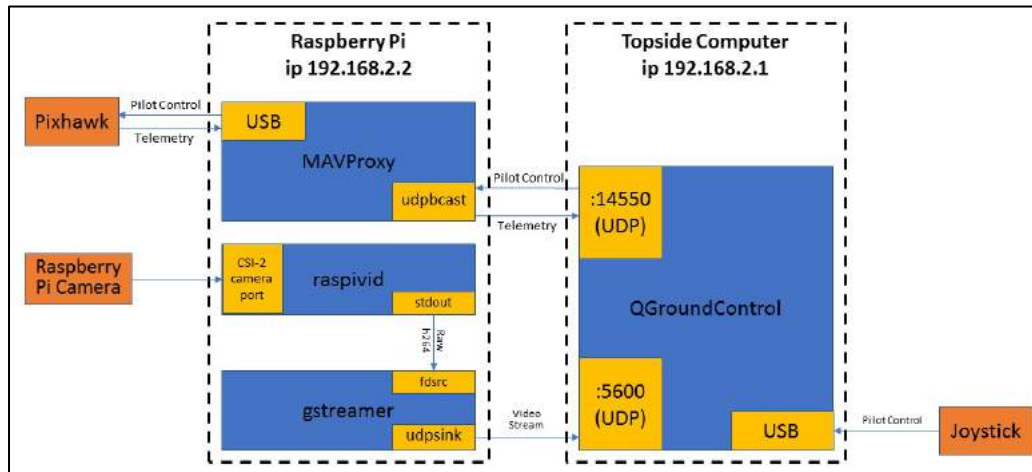 Raspberry Pi
ip 192.168.2.2
Topside Computer
ip 192.168.2.1
Pixhawk
Pilot Control
Telemetry
USB
MAVProxy
udpbcast
Pilot Control
Telemetry
:14550
(UDP)
Raspberry
Pi Camera
CSI-2
camera
port
raspivid
stdout
Raw
h264
QGroundControl
fdsrc
gstreamer
udpsink
Video
Stream
:5600
(UDP)
USB
Pilot Control
Joystick